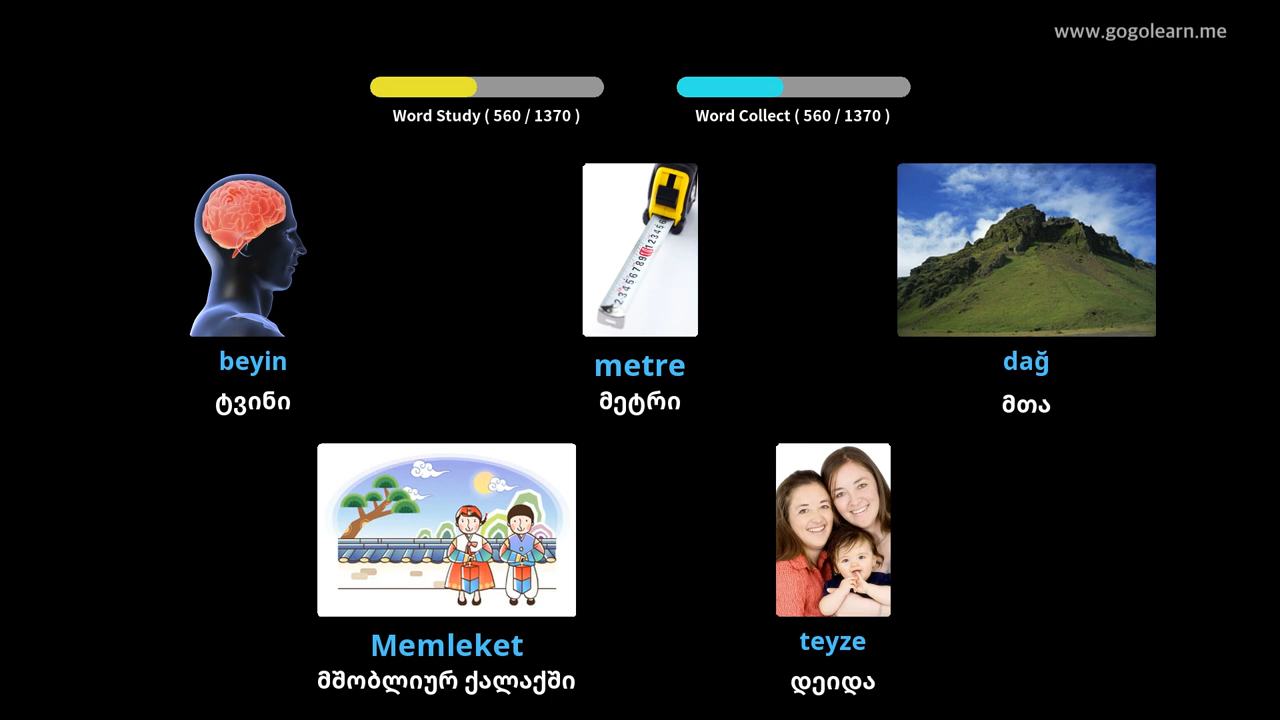 www.gogolearn.me
Word Study ( 560 / 1370 )
Word Collect ( 560 / 1370 )
beyin
metre
dağ
ტვინი
მეტრი
მთა
Memleket
teyze
მშობლიურ ქალაქში
დეიდა